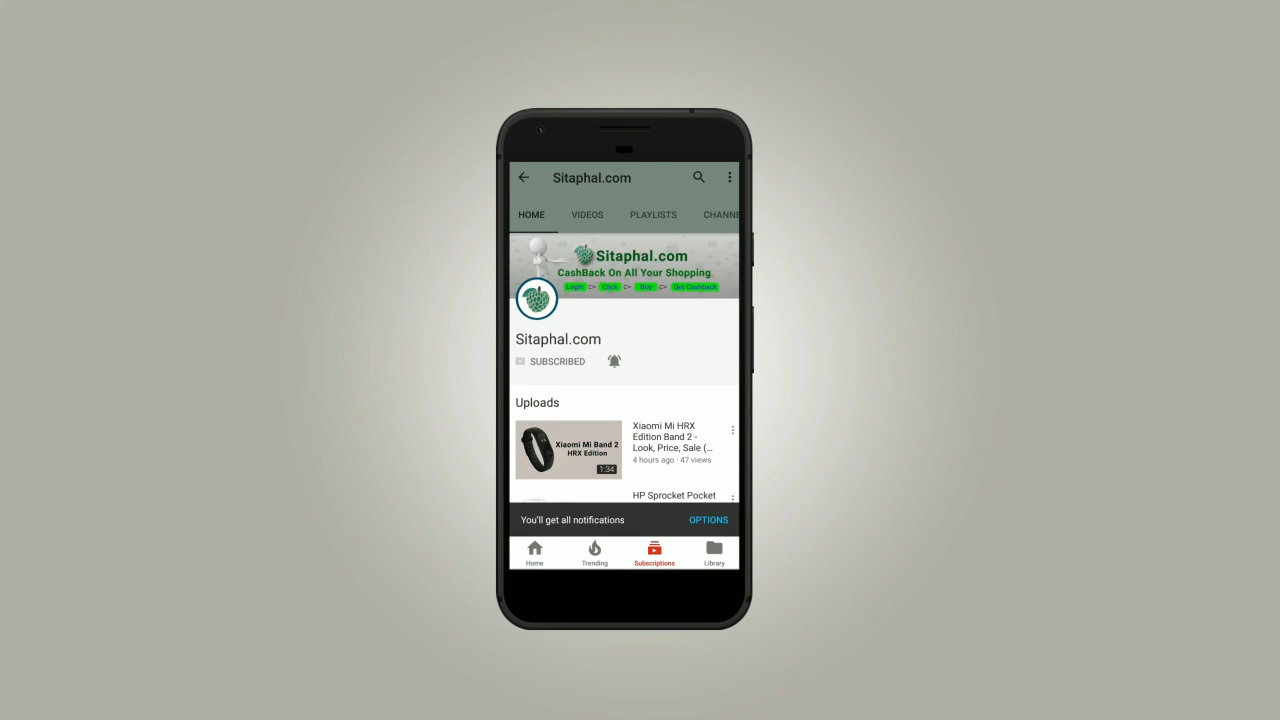 Sitaphal.com
HOME VIDEOS PLAYLISTS CHANNE
Sitaphal.com
CashBack On All Your Shopping
Login Click Buy Get Cashback
Sitaphal.com
SUBSCRIBED
Uploads
Xiaomi Mi Band 2
HRX Edition
1:34
Xiaomi Mi HRX
Edition Band 2 -
Look, Price, Sale (...
4 hours ago · 47 views
HP Sprocket Pocket
You'll get all notifications OPTIONS
Home Trending Subscriptions Library